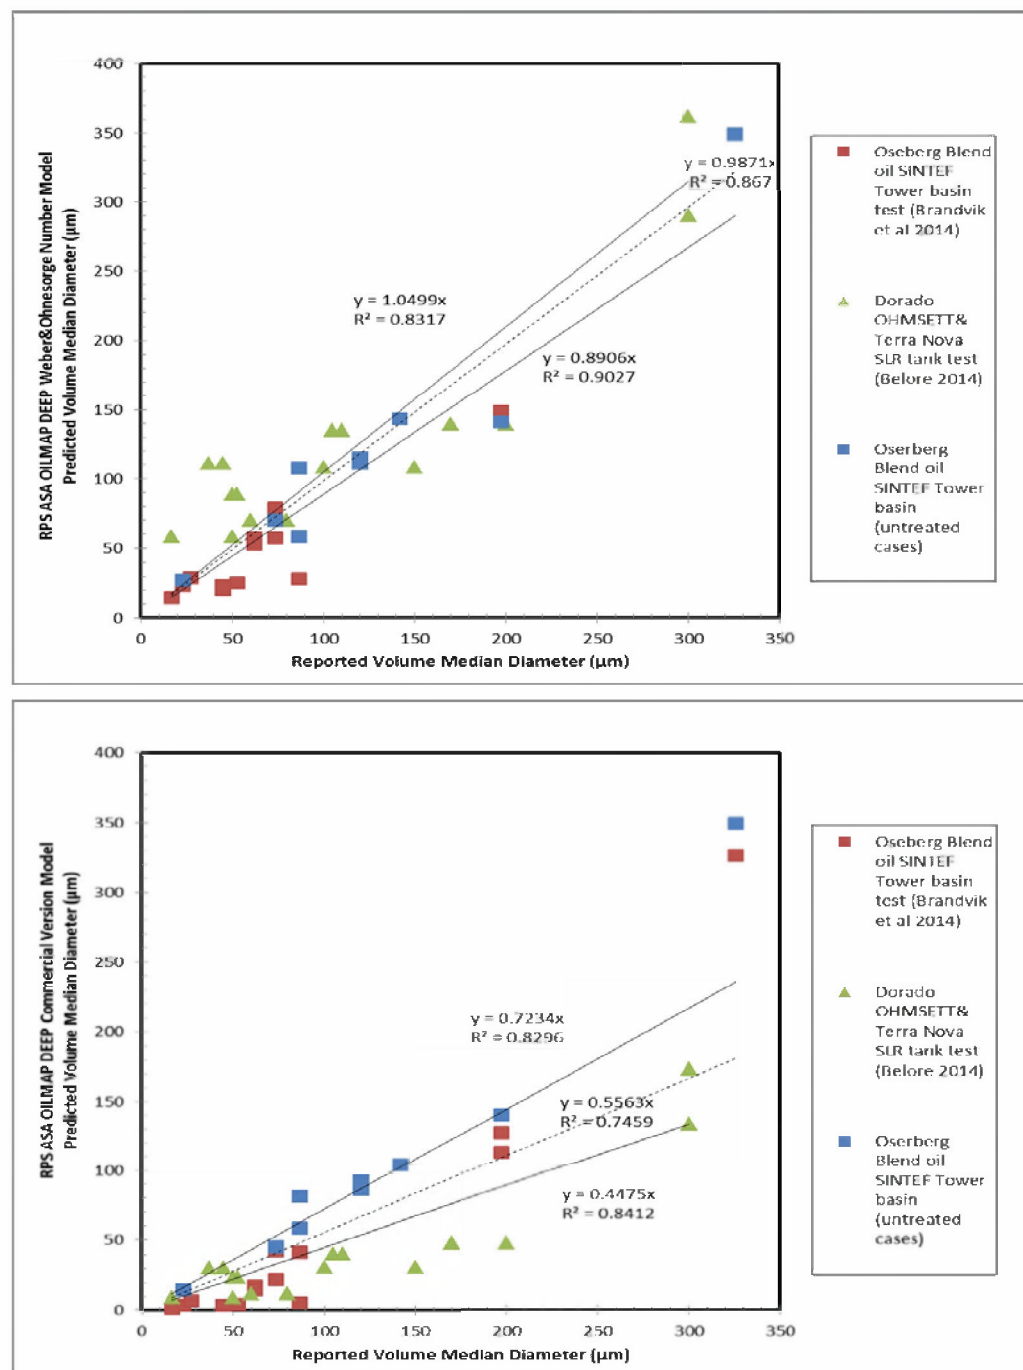 RPS ASA OILMAP DEEP Weber&Ohnesorge Number Model
Predicted Volume Median Diameter (µm)
400
350
300
250
200
150
100
50
0
y = 0.9871x
R² = 0.867
y = 1.0499x
R² = 0.8317
y = 0.8906x
R² = 0.9027
0 50 100 150 200 250 300 350
Reported Volume Median Diameter (µm)
Oseberg Blend
oil SINTEF
Tower basin
test (Brandvik
et al 2014)
Dorado
OHMSETT&
Terra Nova
SLR tank test
(Belore 2014)
Oserberg
Blend oil
SINTEF Tower
basin
(untreated
cases)
RPS ASA OILMAP DEEP Commercial Version Model
Predicted Volume Median Diameter (µm)
400
350
300
250
200
150
100
50
0
y = 0.7234x
R² = 0.8296
y = 0.5563x
R² = 0.7459
y = 0.4475x
R² = 0.8412
0 50 100 150 200 250 300 350
Reported Volume Median Diameter (µm)
Oseberg Blend
oil SINTEF
Tower basin
test (Brandvik
et al 2014)
Dorado
OHMSETT&
Terra Nova
SLR tank test
(Belore 2014)
Oserberg
Blend oil
SINTEF Tower
basin
(untreated
cases)